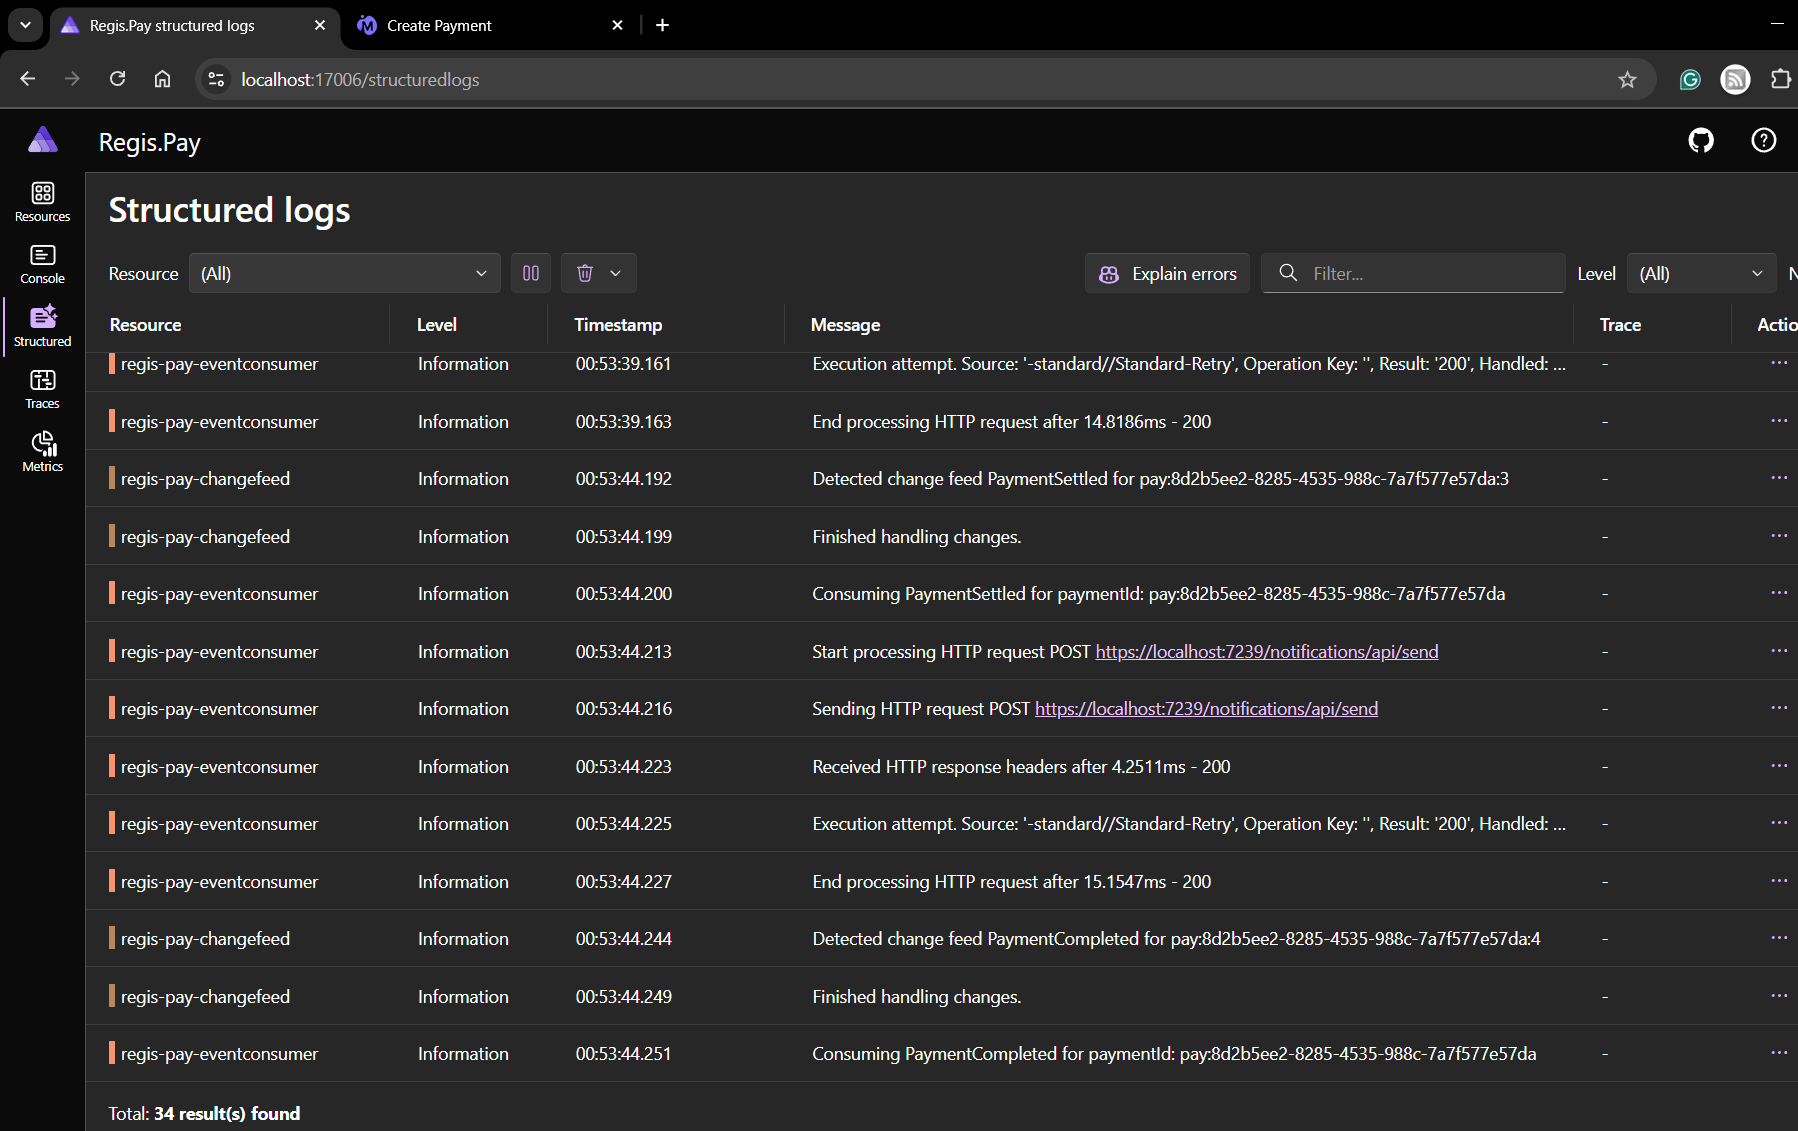 Regis.Pay structured logs
Create Payment
localhost:17006/structuredlogs
Regis.Pay
Resources
Console
Structured
Traces
Metrics
Structured logs
Resource (All) Explain errors Filter... Level (All)
Resource Level Timestamp Message Trace Actio
regis-pay-eventconsumer Information 00:53:39.161 Execution attempt. Source: '-standard//Standard-Retry', Operation Key: '', Result: '200', Handled: ... - ...
regis-pay-eventconsumer Information 00:53:39.163 End processing HTTP request after 14.8186ms - 200 - ...
regis-pay-changefeed Information 00:53:44.192 Detected change feed PaymentSettled for pay:8d2b5ee2-8285-4535-988c-7a7f577e57da:3 - ...
regis-pay-changefeed Information 00:53:44.199 Finished handling changes. - ...
regis-pay-eventconsumer Information 00:53:44.200 Consuming PaymentSettled for paymentId: pay:8d2b5ee2-8285-4535-988c-7a7f577e57da - ...
regis-pay-eventconsumer Information 00:53:44.213 Start processing HTTP request POST https://localhost:7239/notifications/api/send - ...
regis-pay-eventconsumer Information 00:53:44.216 Sending HTTP request POST https://localhost:7239/notifications/api/send - ...
regis-pay-eventconsumer Information 00:53:44.223 Received HTTP response headers after 4.2511ms - 200 - ...
regis-pay-eventconsumer Information 00:53:44.225 Execution attempt. Source: '-standard//Standard-Retry', Operation Key: '', Result: '200', Handled: ... - ...
regis-pay-eventconsumer Information 00:53:44.227 End processing HTTP request after 15.1547ms - 200 - ...
regis-pay-changefeed Information 00:53:44.244 Detected change feed PaymentCompleted for pay:8d2b5ee2-8285-4535-988c-7a7f577e57da:4 - ...
regis-pay-changefeed Information 00:53:44.249 Finished handling changes. - ...
regis-pay-eventconsumer Information 00:53:44.251 Consuming PaymentCompleted for paymentId: pay:8d2b5ee2-8285-4535-988c-7a7f577e57da - ...
Total: 34 result(s) found